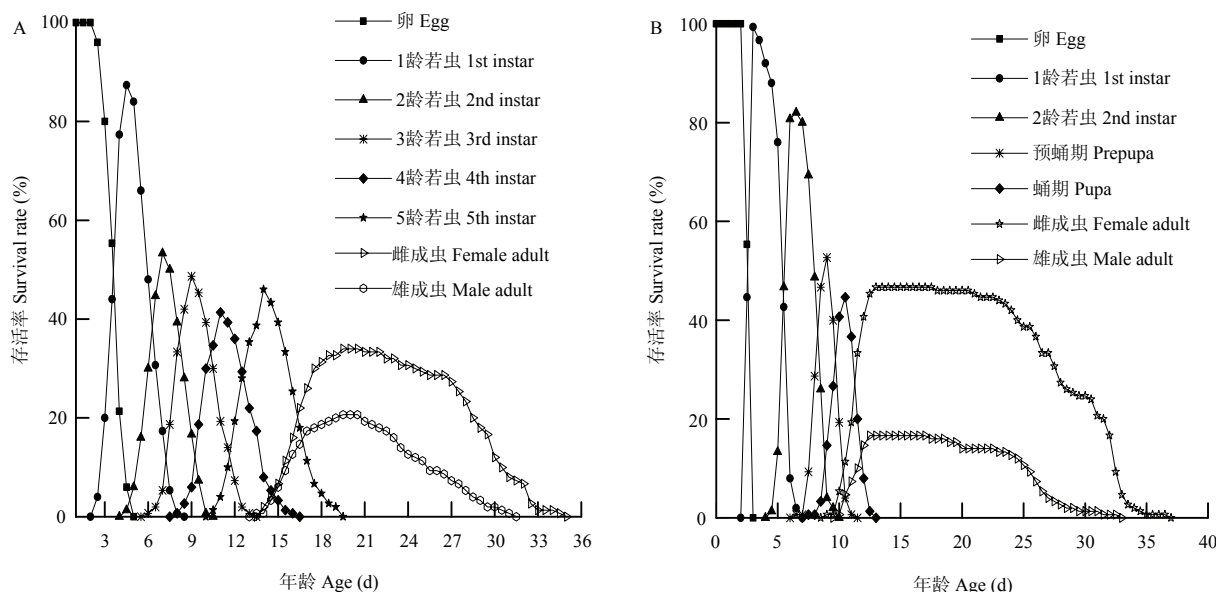 A
存活率 Survival rate (%)
100
80
60
40
20
0
卵 Egg
1龄若虫 1st instar
2龄若虫 2nd instar
3龄若虫 3rd instar
4龄若虫 4th instar
5龄若虫 5th instar
雌成虫 Female adult
雄成虫 Male adult
3 6 9 12 15 18 21 24 27 30 33 36
年龄 Age (d)
B
存活率 Survival rate (%)
100
80
60
40
20
0
卵 Egg
1龄若虫 1st instar
2龄若虫 2nd instar
预蛹期 Prepupa
蛹期 Pupa
雌成虫 Female adult
雄成虫 Male adult
0 5 10 15 20 25 30 35 40
年龄 Age (d)